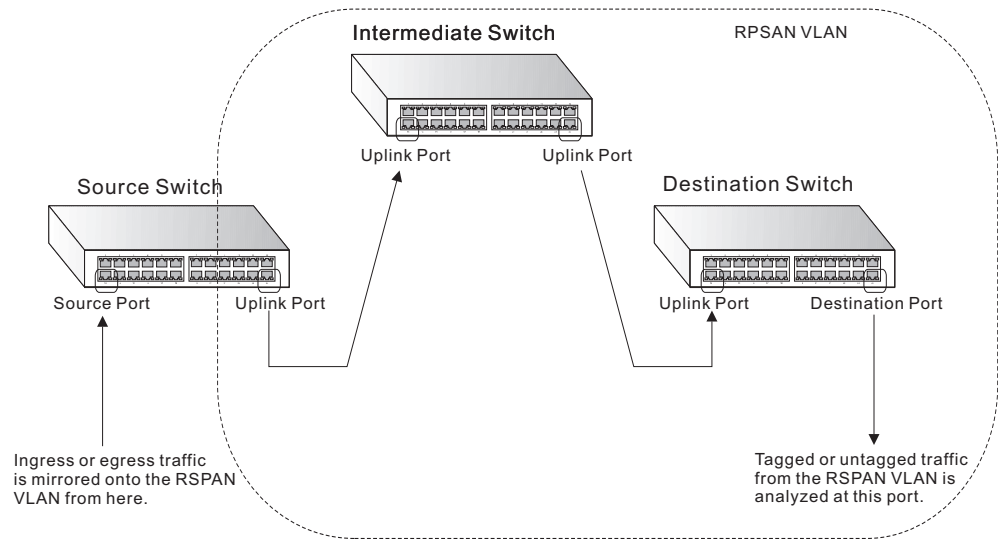 Intermediate Switch
RPSAN VLAN
Uplink Port
Uplink Port
Source Switch
Destination Switch
Source Port
Uplink Port
Uplink Port
Destination Port
Ingress or egress traffic
is mirrored onto the RSPAN
VLAN from here.
Tagged or untagged traffic
from the RSPAN VLAN is
analyzed at this port.